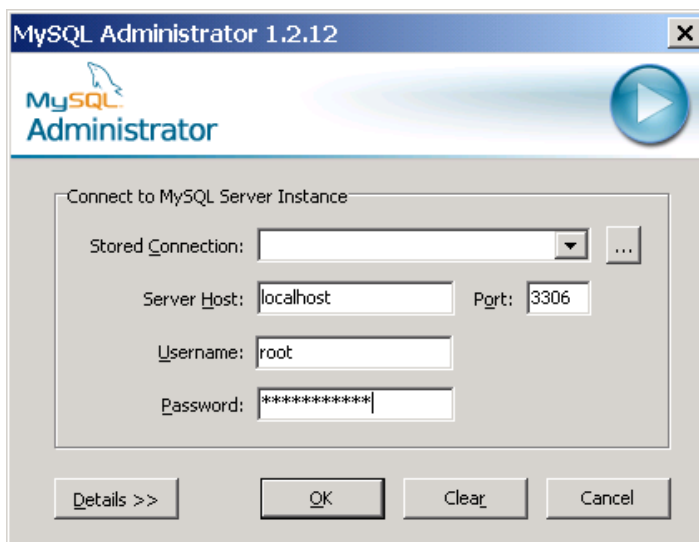 MySQL Administrator 1.2.12
MySQL
Administrator
Connect to MySQL Server Instance
Stored Connection:
...
Server Host: localhost Port: 3306
Username: root
Password: ***********
Details >> OK Clear Cancel